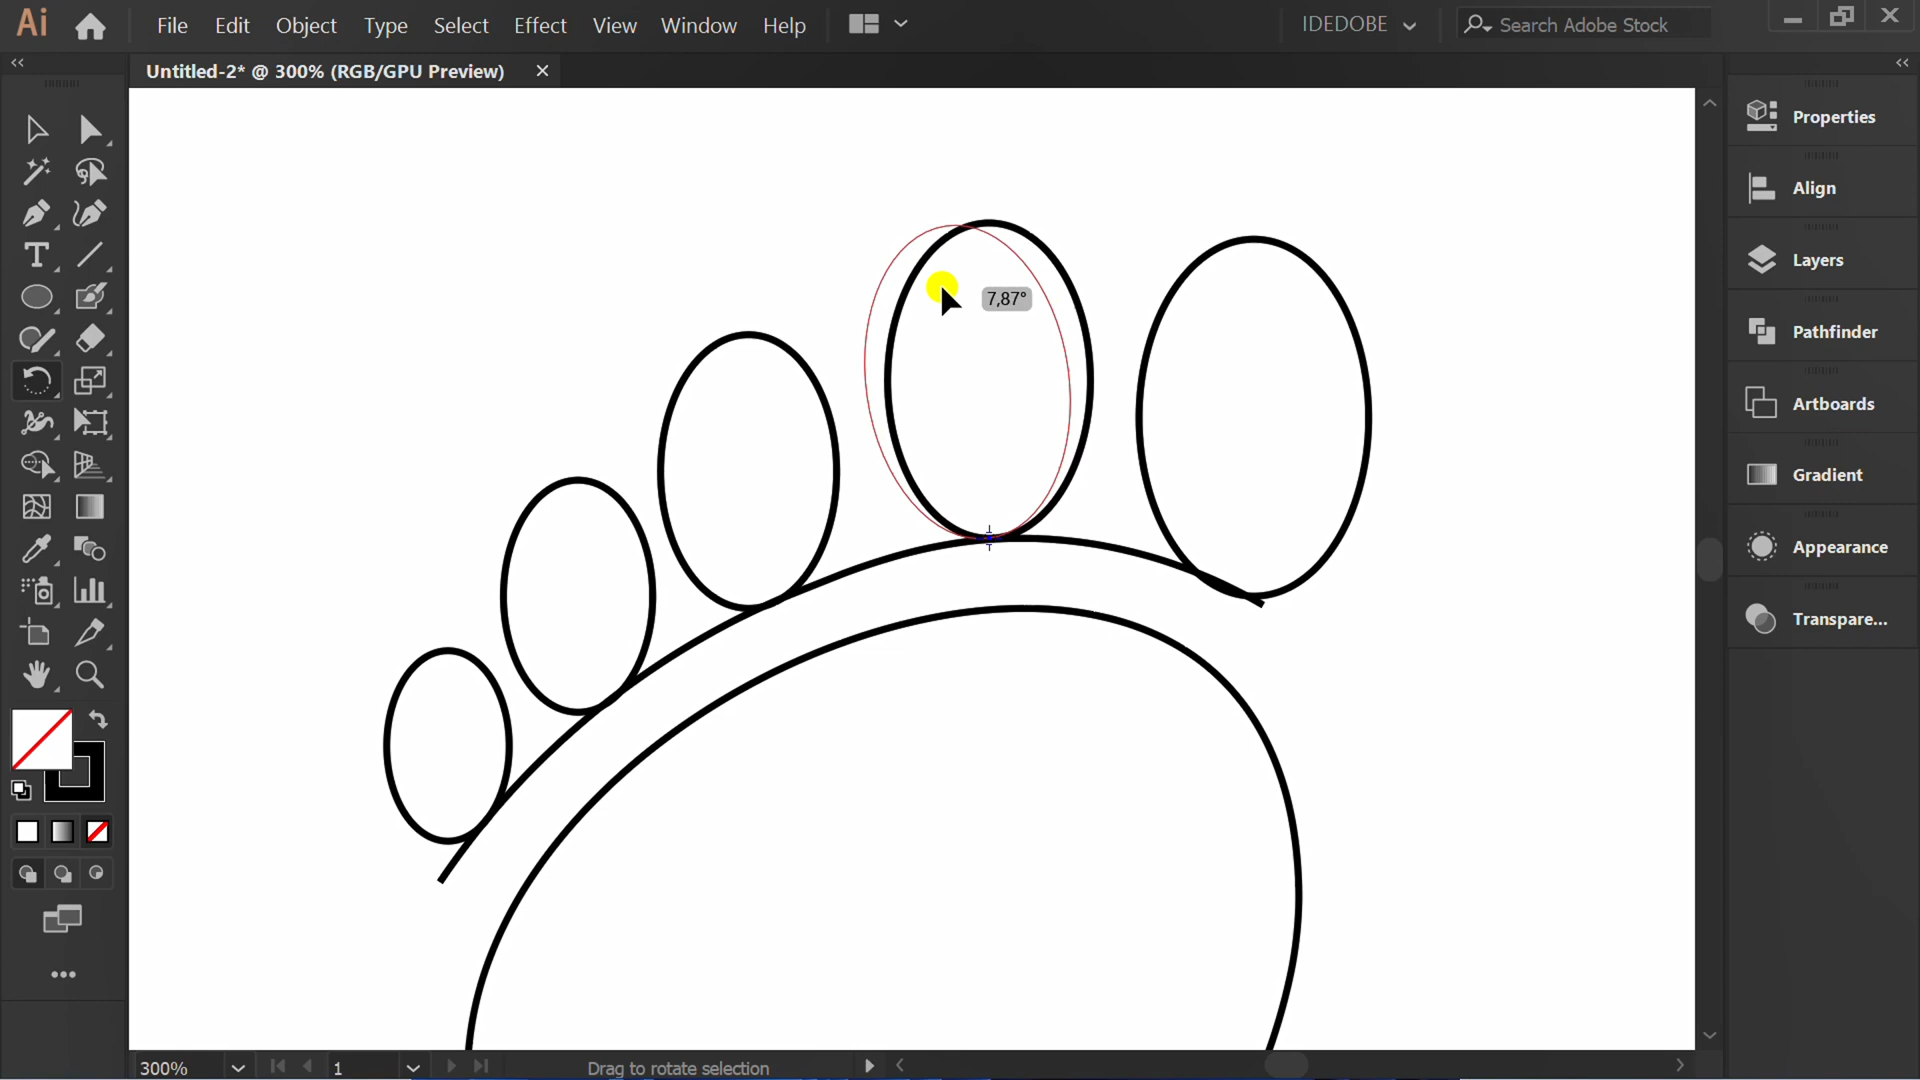 Ai File Edit Object Type Select Effect View Window Help IDEDOBE Search Adobe Stock
Untitled-2* @ 300% (RGB/GPU Preview)
Properties
Align
Layers
7,87°
Pathfinder
Artboards
Gradient
Appearance
Transpare...
300% 1 Drag to rotate selection